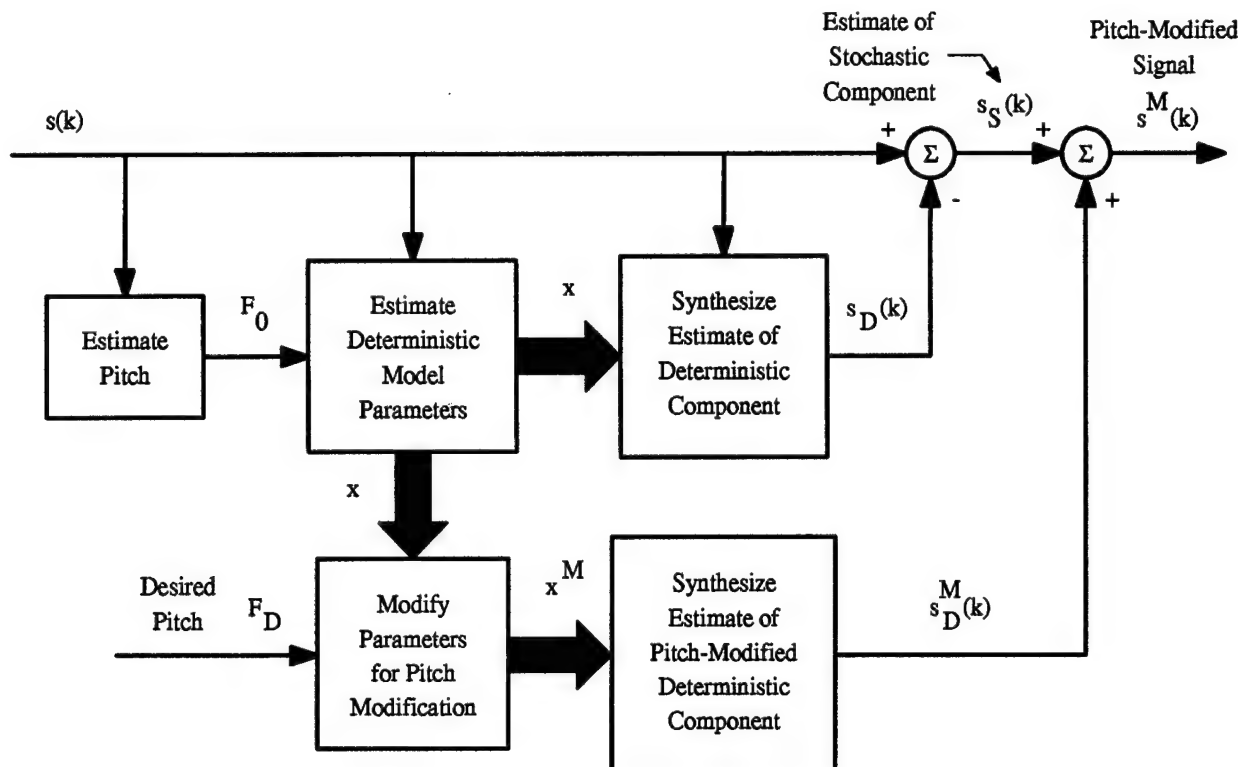 Estimate of
Stochastic
Component
Pitch-Modified
Signal
s(k)
s_S(k)
s^M(k)
+
Σ
+
Σ
-
+
Estimate
Pitch
F_0
Estimate
Deterministic
Model
Parameters
x
Synthesize
Estimate of
Deterministic
Component
s_D(k)
x
Desired
Pitch
F_D
Modify
Parameters
for Pitch
Modification
x^M
Synthesize
Estimate of
Pitch-Modified
Deterministic
Component
s_D^M(k)